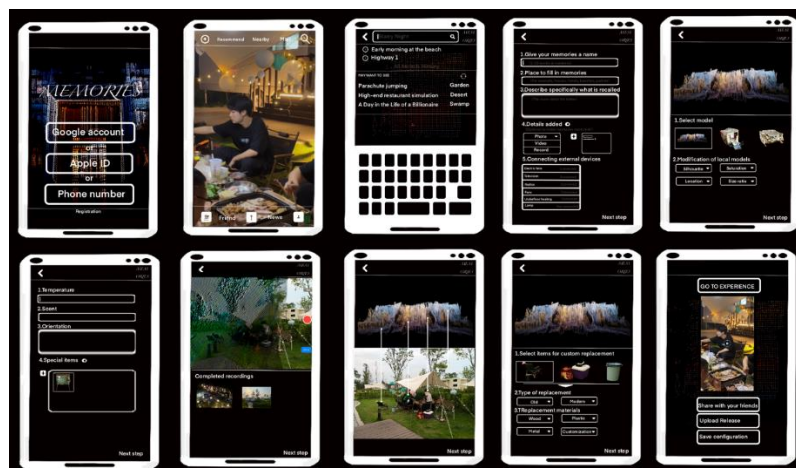 MEMORIES
Google account
or
Apple ID
or
Phone number
Registration
Recommend Nearby
Friend
News
Early morning at the beach
Highway 1
Parachute jumping Garden
High-end restaurant simulation Desert
A Day in the Life of a Billionaire Swamp
1.Give your memories a name
2.Place to fill in memories
3.Describe specifically what is recalled
4.Details added
Photo
Video
Record
5.Connecting external devices
Next step
1.Select model
2.Modification of local models
Silhouette Saturation
Location Size ratio
Next step
1.Temperature
2.Scent
3.Orientation
4.Special items
Next step
Completed recordings
Next step
Next step
1.Select items for custom replacement
2.Type of replacement
Old Modern
3.TReplacement materials
Wood Plastic
Metal Customization
Next step
GO TO EXPERIENCE
Share with your friends
Upload Release
Save configuration